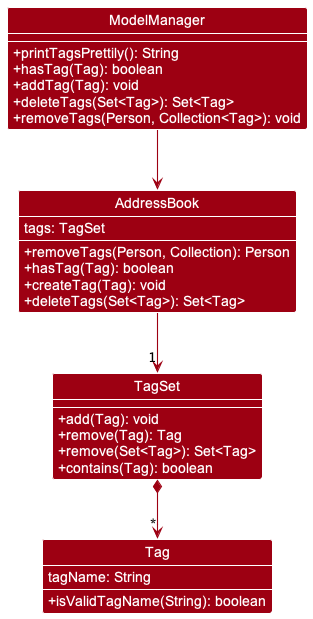 ModelManager
+printTagsPrettily(): String
+hasTag(Tag): boolean
+addTag(Tag): void
+deleteTags(Set<Tag>): Set<Tag>
+removeTags(Person, Collection<Tag>): void
AddressBook
tags: TagSet
+removeTags(Person, Collection): Person
+hasTag(Tag): boolean
+createTag(Tag): void
+deleteTags(Set<Tag>): Set<Tag>
1
TagSet
+add(Tag): void
+remove(Tag): Tag
+remove(Set<Tag>): Set<Tag>
+contains(Tag): boolean
*
Tag
tagName: String
+isValidTagName(String): boolean